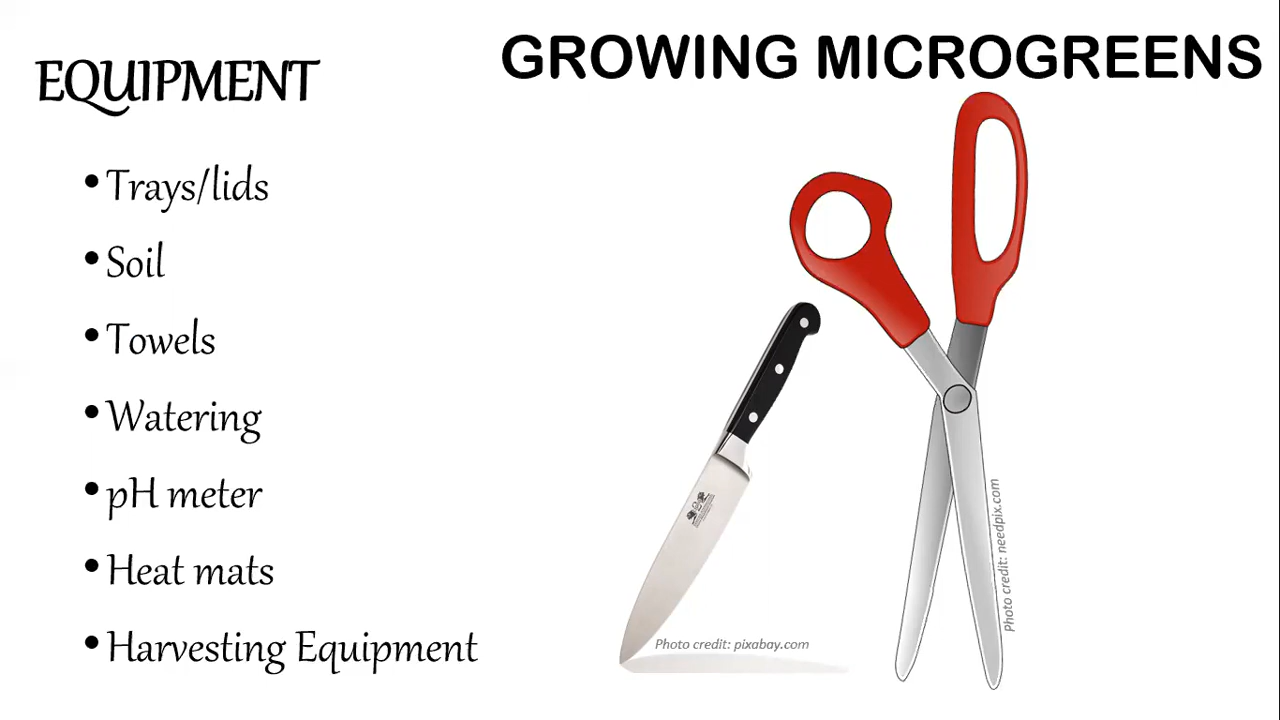 GROWING MICROGREENS
EQUIPMENT
•Trays/lids
•Soil
•Towels
•Watering
•pH meter
•Heat mats
•Harvesting Equipment
Photo credit: pixabay.com
Photo credit: needpix.com